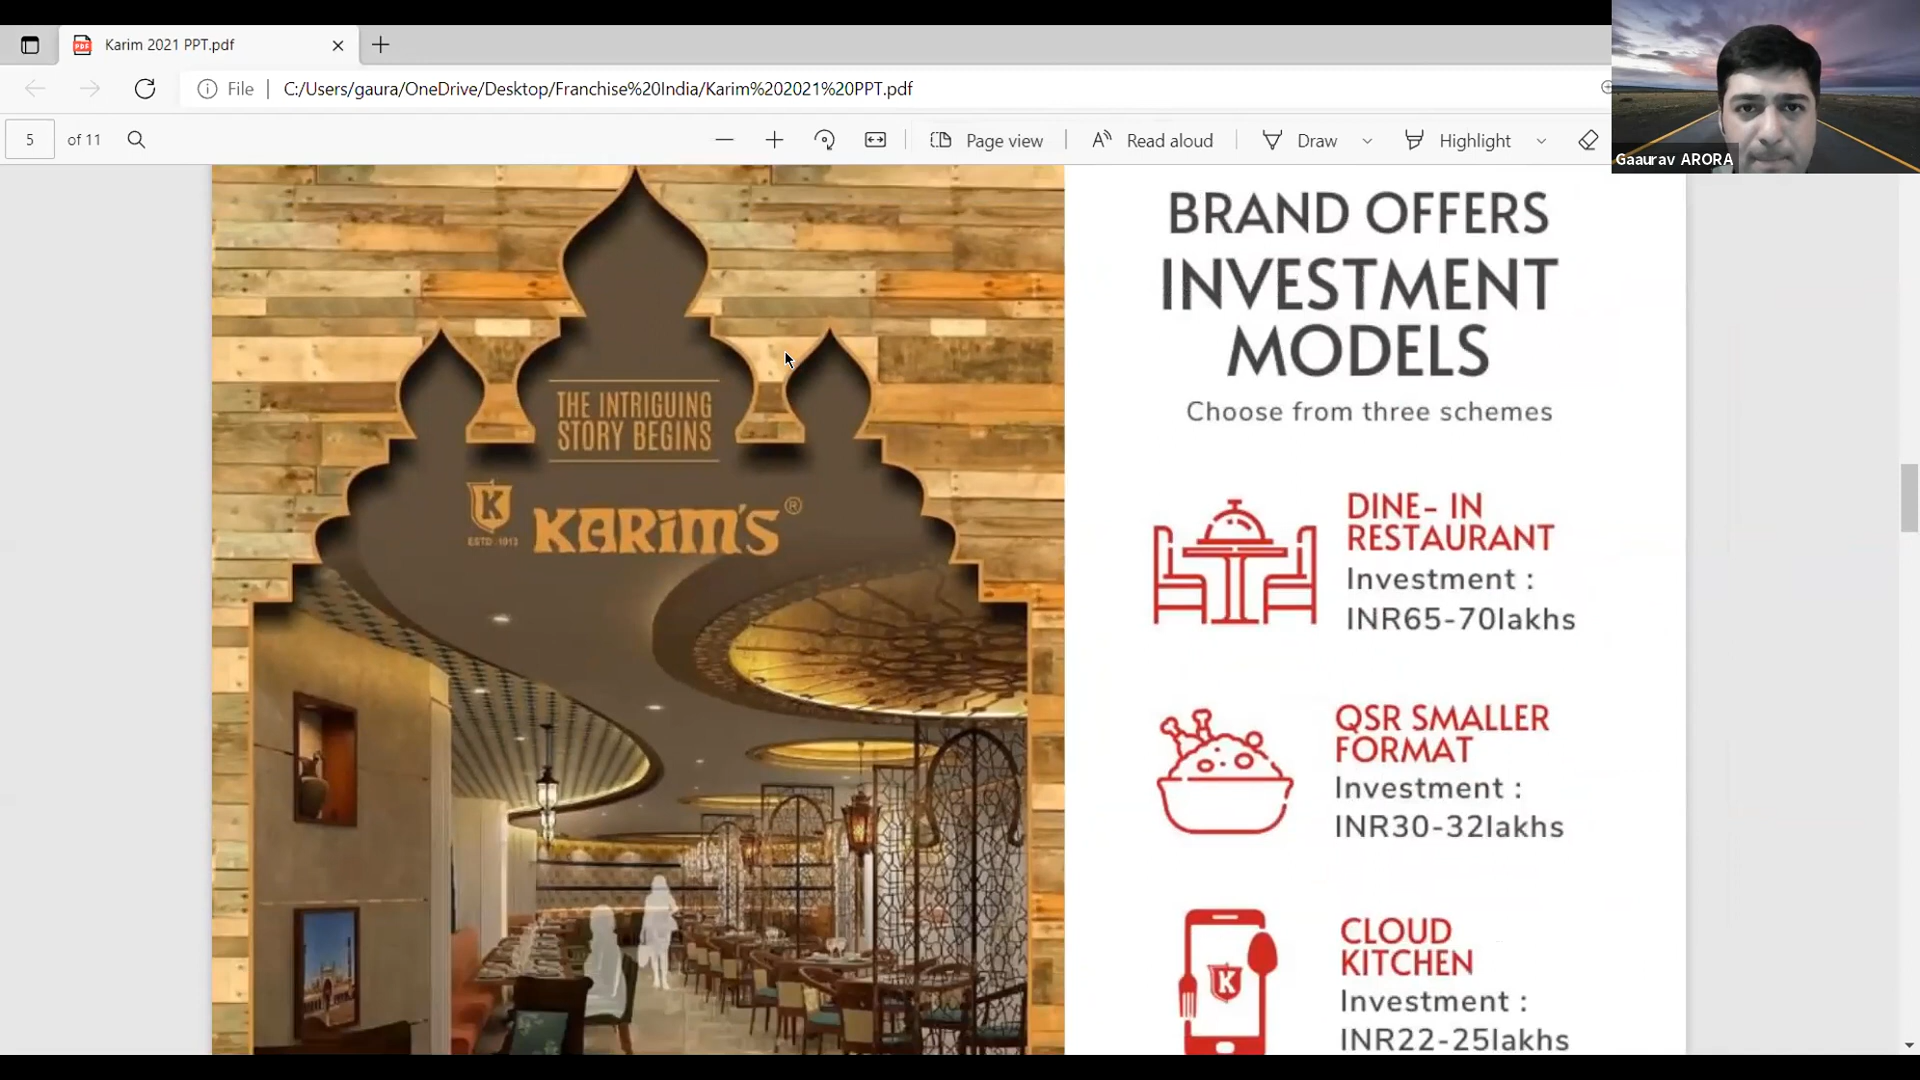 Karim 2021 PPT.pdf
File
C:/Users/gaura/OneDrive/Desktop/Franchise%20India/Karim%202021%20PPT.pdf
5 of 11
Page view
Read aloud
Draw
Highlight
Gaaurav ARORA
THE INTRIGUING
STORY BEGINS
K
ESTD 1913
KARIM'S®
BRAND OFFERS
INVESTMENT
MODELS
Choose from three schemes
DINE- IN
RESTAURANT
Investment :
INR65-70lakhs
QSR SMALLER
FORMAT
Investment :
INR30-32lakhs
K
CLOUD
KITCHEN
Investment :
INR22-25lakhs